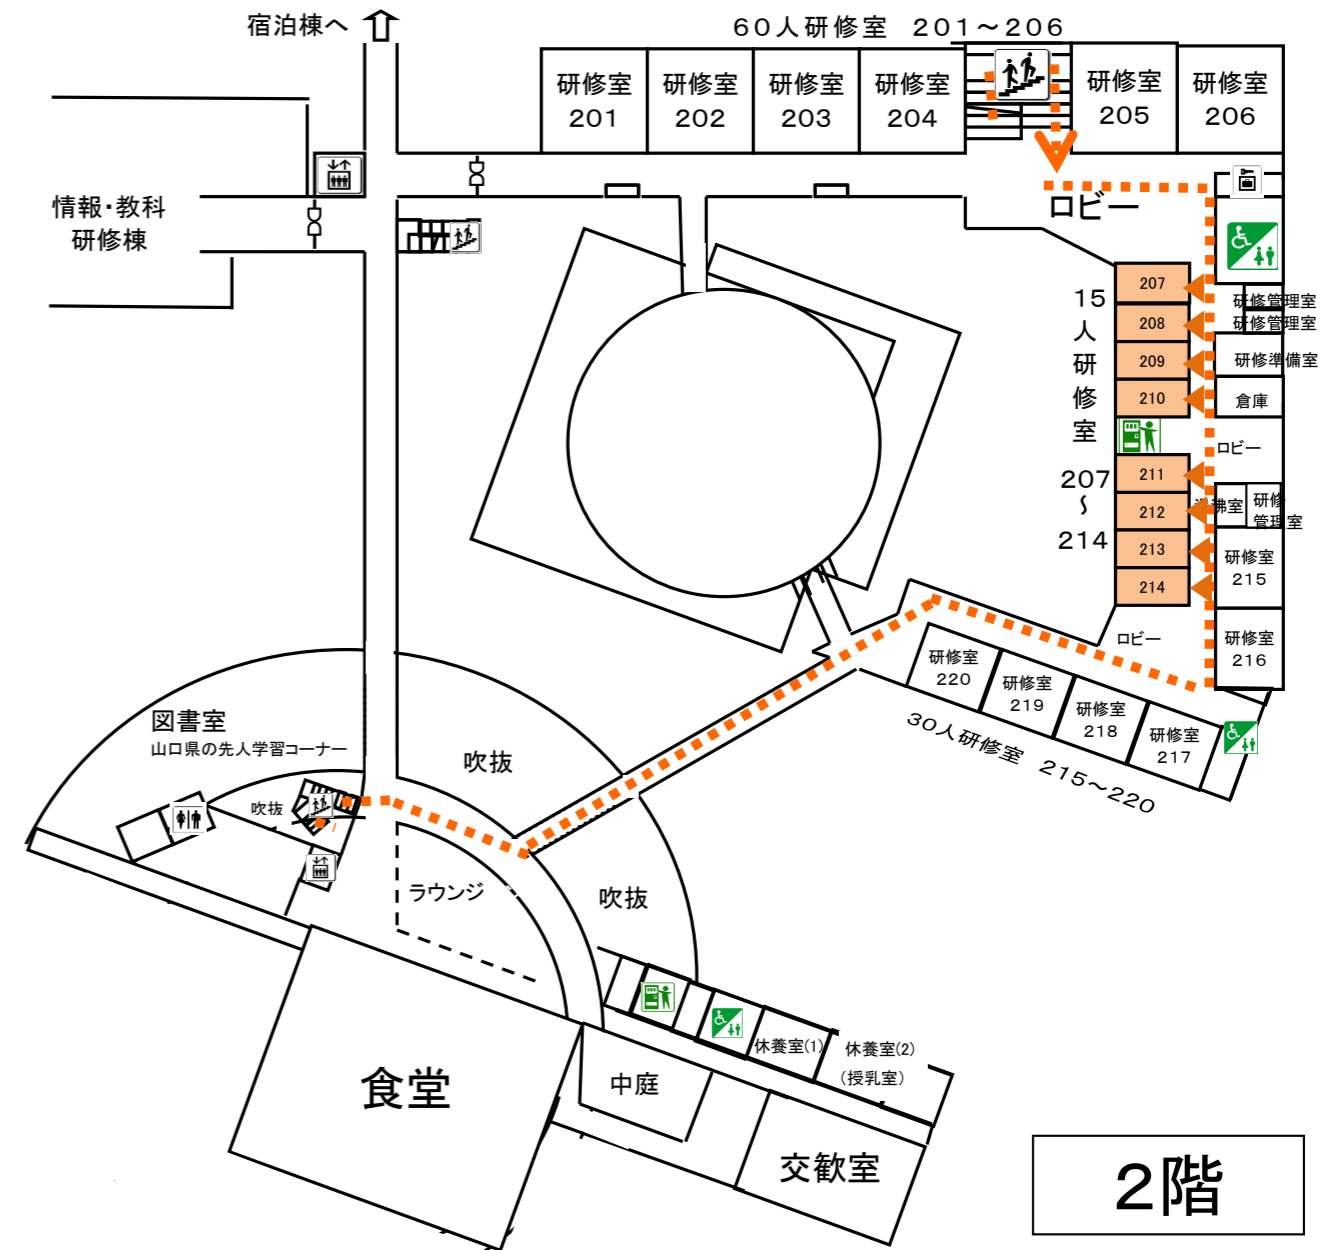 宿泊棟へ
60人研修室 201～206
研修室
201
研修室
202
研修室
203
研修室
204
研修室
205
研修室
206
情報・教科
研修棟
ロビー
15人研修室
207
～
214
207
208
209
210
211
212
213
214
研修管理室
研修管理室
研修準備室
倉庫
ロビー
沸室
研修
管理室
研修室
215
研修室
216
ロビー
研修室
220
研修室
219
研修室
218
研修室
217
30人研修室 215～220
図書室
山口県の先人学習コーナー
吹抜
吹抜
吹抜
ラウンジ
食堂
中庭
休養室(1)
休養室(2)
(授乳室)
交歓室
2階